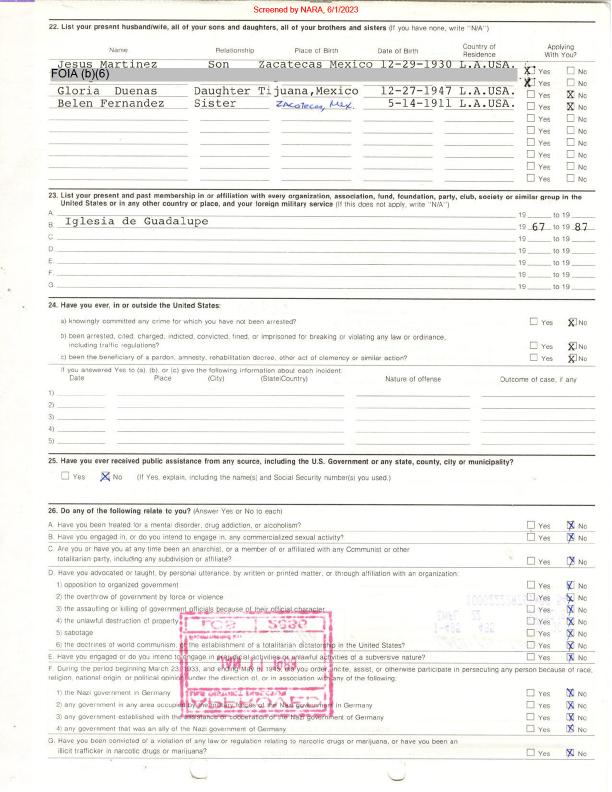 Screened by NARA, 6/1/2023
22. List your present husband/wife, all of your sons and daughters, all of your brothers and sisters (If you have none, write "N/A")
Name Relationship Place of Birth Date of Birth Country of Residence Applying With You?
Jesus Martinez Son Zacatecas Mexico 12-29-1930 L.A.USA. X Yes No
FOIA (b)(6) X Yes No
Gloria Duenas Daughter Tijuana,Mexico 12-27-1947 L.A.USA. Yes X No
Belen Fernandez Sister Zacatecas, Mex. 5-14-1911 L.A.USA. Yes X No
Yes No
Yes No
Yes No
Yes No
Yes No
Yes No
23. List your present and past membership in or affiliation with every organization, association, fund, foundation, party, club, society or similar group in the
United States or in any other country or place, and your foreign military service (If this does not apply, write "N/A")
A. 19 to 19
B. Iglesia de Guadalupe 19 67 to 19 87
C. 19 to 19
D. 19 to 19
E. 19 to 19
F. 19 to 19
G. 19 to 19
24. Have you ever, in or outside the United States:
a) knowingly committed any crime for which you have not been arrested? Yes X No
b) been arrested, cited, charged, indicted, convicted, fined, or imprisoned for breaking or violating any law or ordinance,
including traffic regulations? Yes X No
c) been the beneficiary of a pardon, amnesty, rehabilitation decree, other act of clemency or similar action? Yes X No
If you answered Yes to (a), (b), or (c) give the following information about each incident:
Date Place (City) (State/Country) Nature of offense Outcome of case, if any
1)
2)
3)
4)
5)
25. Have you ever received public assistance from any source, including the U.S. Government or any state, county, city or municipality?
Yes X No (If Yes, explain, including the name(s) and Social Security number(s) you used.)
26. Do any of the following relate to you? (Answer Yes or No to each)
A. Have you been treated for a mental disorder, drug addiction, or alcoholism? Yes X No
B. Have you engaged in, or do you intend to engage in, any commercialized sexual activity? Yes X No
C. Are you or have you at any time been an anarchist, or a member of or affiliated with any Communist or other
totalitarian party, including any subdivision or affiliate? Yes X No
D. Have you advocated or taught, by personal utterance, by written or printed matter, or through affiliation with an organization:
1) opposition to organized government Yes X No
2) the overthrow of government by force or violence Yes X No
3) the assaulting or killing of government officials because of their official character Yes X No
4) the unlawful destruction of property Yes X No
5) sabotage Yes X No
6) the doctrines of world communism, or the establishment of a totalitarian dictatorship in the United States? Yes X No
E. Have you engaged or do you intend to engage in prejudicial activities or unlawful activities of a subversive nature? Yes X No
F. During the period beginning March 23, 1933, and ending May 8, 1945, did you order, incite, assist, or otherwise participate in persecuting any person because of race,
religion, national origin, or political opinion, under the direction of, or in association with any of the following:
1) the Nazi government in Germany Yes X No
2) any government in any area occupied by the military forces of the Nazi government in Germany Yes X No
3) any government established with the assistance or cooperation of the Nazi government of Germany Yes X No
4) any government that was an ally of the Nazi government of Germany Yes X No
G. Have you been convicted of a violation of any law or regulation relating to narcotic drugs or marijuana, or have you been an
illicit trafficker in narcotic drugs or marijuana? Yes X No